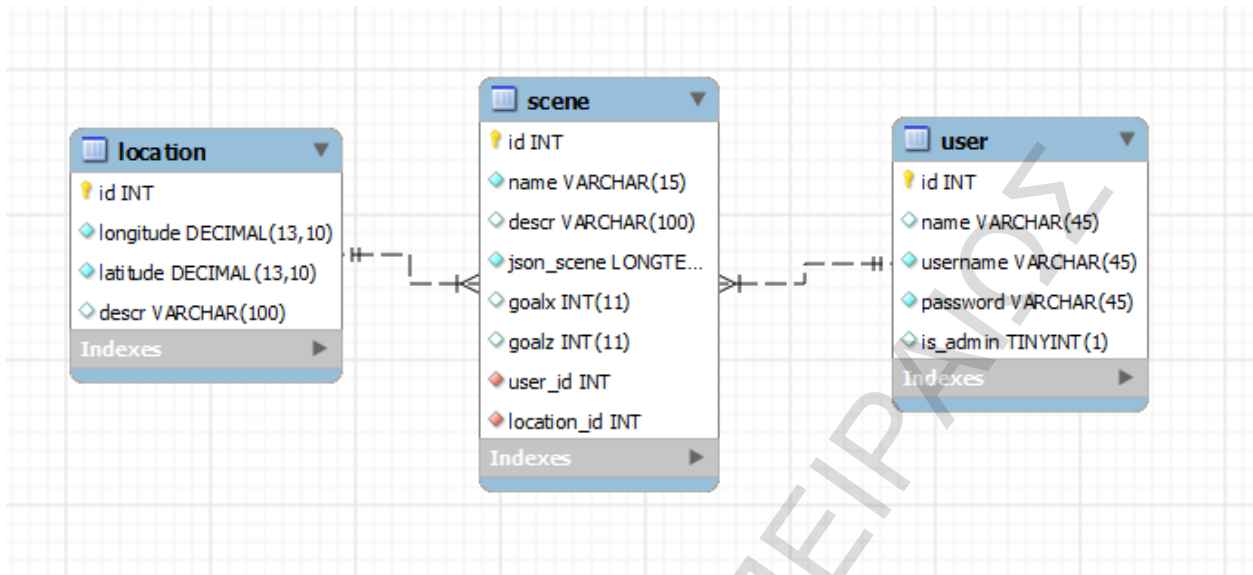 location
id INT
longitude DECIMAL(13,10)
latitude DECIMAL(13,10)
descr VARCHAR(100)
Indexes
scene
id INT
name VARCHAR(15)
descr VARCHAR(100)
json_scene LONGTE...
goalx INT(11)
goalz INT(11)
user_id INT
location_id INT
Indexes
user
id INT
name VARCHAR(45)
username VARCHAR(45)
password VARCHAR(45)
is_admin TINYINT(1)
Indexes
ΠΕΙΡΑΙΩΣ